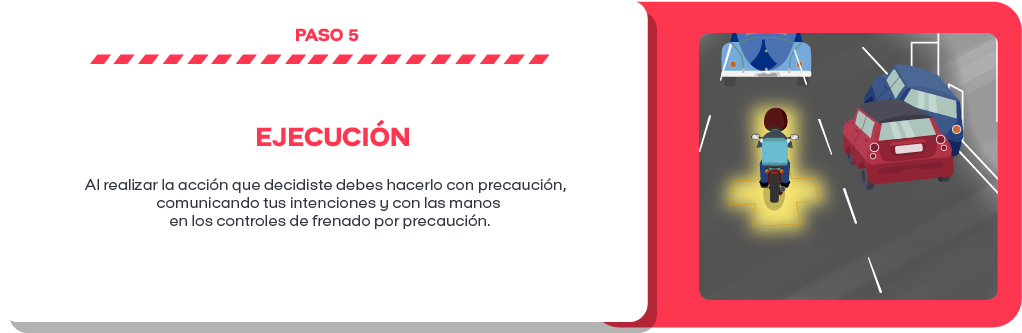 PASO 5
EJECUCIÓN
Al realizar la acción que decidiste debes hacerlo con precaución,
comunicando tus intenciones y con las manos
en los controles de frenado por precaución.